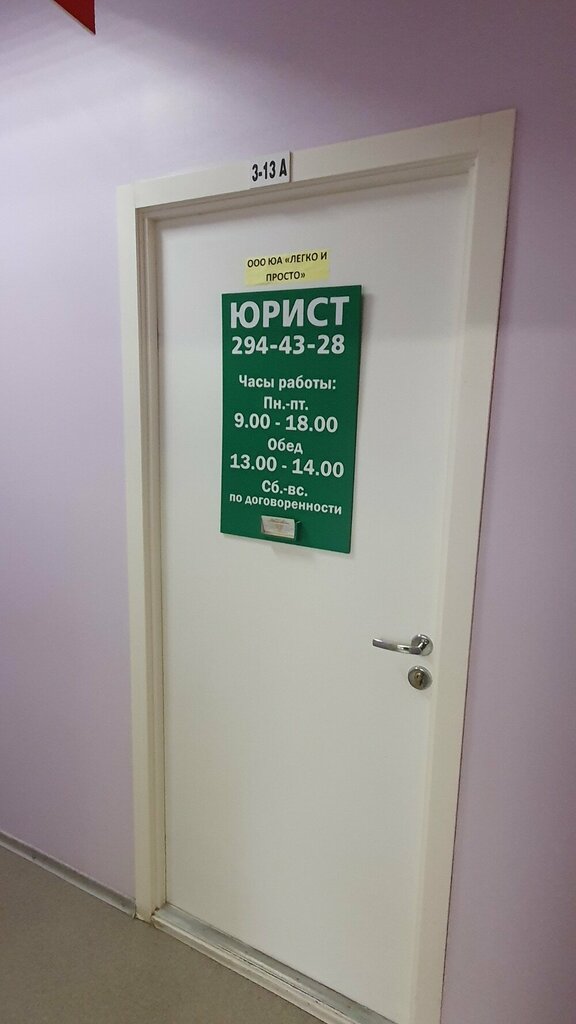 3-13 А
ООО ЮА «ЛЕГКО И
ПРОСТО»
ЮРИСТ
294-43-28
Часы работы:
Пн.-пт.
9.00 - 18.00
Обед
13.00 - 14.00
Сб.-вс.
по договоренности